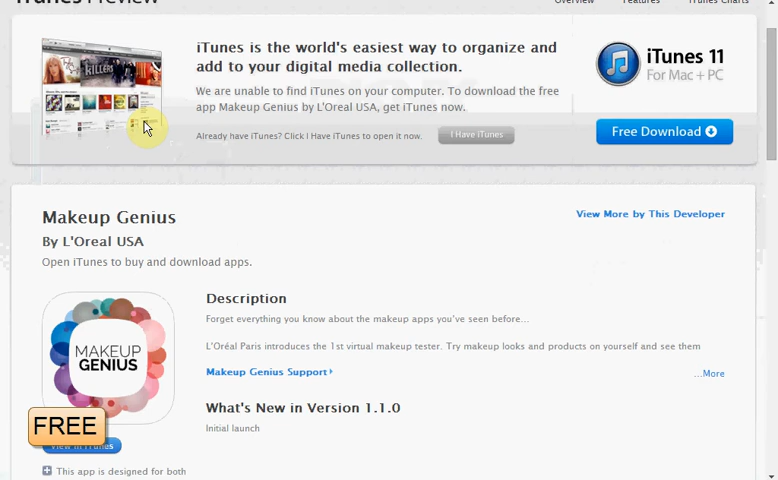 iTunes Preview
Overview Features iTunes Charts
iTunes is the world's easiest way to organize and
add to your digital media collection.
We are unable to find iTunes on your computer. To download the free
app Makeup Genius by L'Oreal USA, get iTunes now.
Already have iTunes? Click I Have iTunes to open it now.
I Have iTunes
iTunes 11
For Mac + PC
Free Download
KILLERS
Makeup Genius
View More by This Developer
By L'Oreal USA
Open iTunes to buy and download apps.
MAKEUP
GENIUS
FREE
View in iTunes
This app is designed for both
Description
Forget everything you know about the makeup apps you've seen before...
L'Oréal Paris introduces the 1st virtual makeup tester. Try makeup looks and products on yourself and see them
Makeup Genius Support
...More
What's New in Version 1.1.0
Initial launch